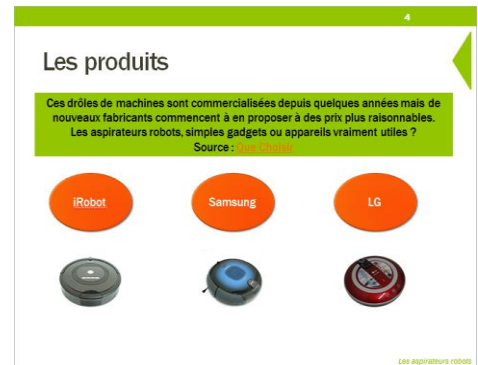 4
Les produits
Ces drôles de machines sont commercialisées depuis quelques années mais de
nouveaux fabricants commencent à en proposer à des prix plus raisonnables.
Les aspirateurs robots, simples gadgets ou appareils vraiment utiles ?
Source : Que Choisir
iRobot
Samsung
LG
Les aspirateurs robots